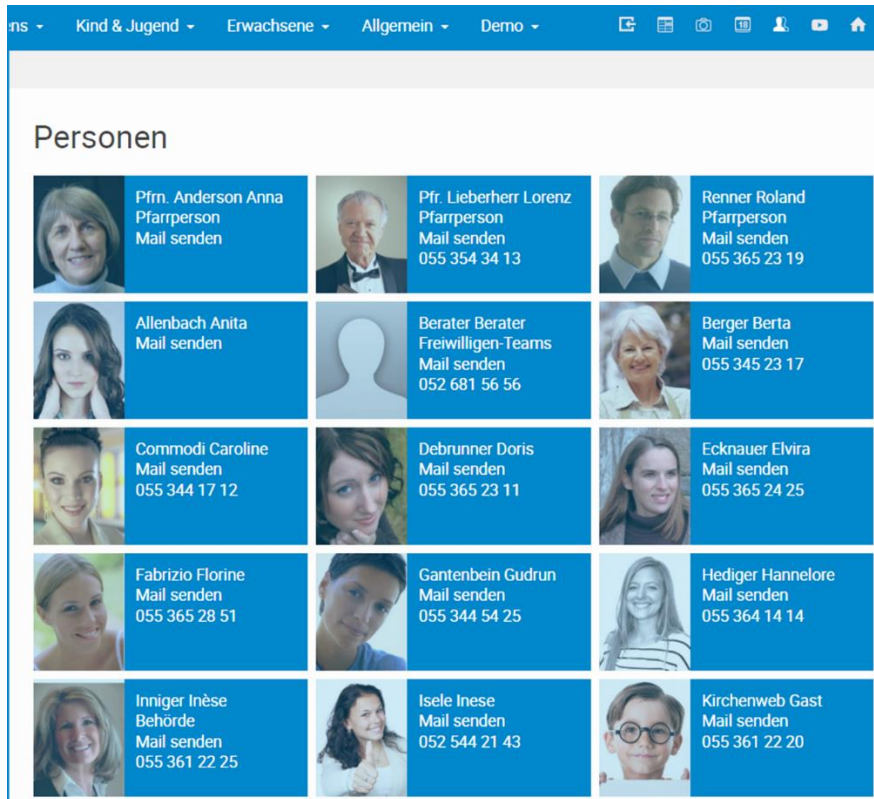 ns
Kind & Jugend
Erwachsene
Allgemein
Demo
18
Personen
Pfrn. Anderson Anna
Pfarrperson
Mail senden
Pfr. Lieberherr Lorenz
Pfarrperson
Mail senden
055 354 34 13
Renner Roland
Pfarrperson
Mail senden
055 365 23 19
Allenbach Anita
Mail senden
Berater Berater
Freiwilligen-Teams
Mail senden
052 681 56 56
Berger Berta
Mail senden
055 345 23 17
Commodi Caroline
Mail senden
055 344 17 12
Debrunner Doris
Mail senden
055 365 23 11
Ecknauer Elvira
Mail senden
055 365 24 25
Fabrizio Florine
Mail senden
055 365 28 51
Gantenbein Gudrun
Mail senden
055 344 54 25
Hediger Hannelore
Mail senden
055 364 14 14
Inniger Inèse
Behörde
Mail senden
055 361 22 25
Isele Inese
Mail senden
052 544 21 43
Kirchenweb Gast
Mail senden
055 361 22 20